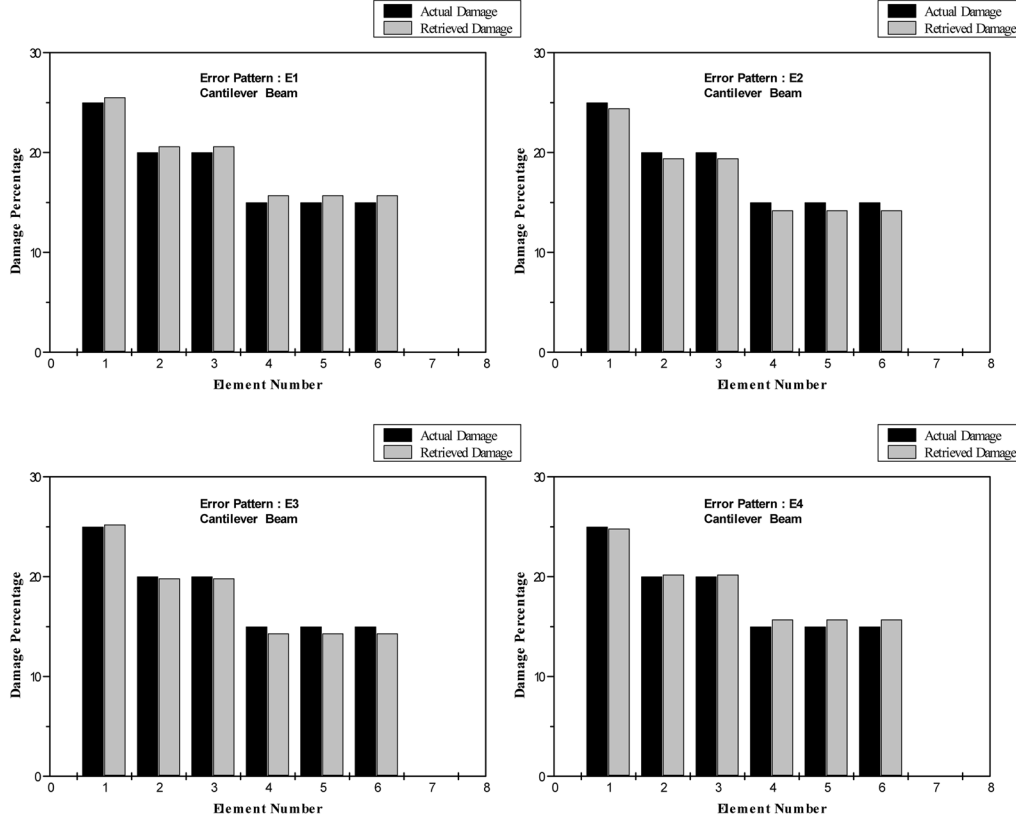 Actual Damage
Retrieved Damage
Error Pattern : E1
Cantilever Beam
Damage Percentage
30
20
10
0
0 1 2 3 4 5 6 7 8
Element Number
Actual Damage
Retrieved Damage
Error Pattern : E2
Cantilever Beam
Damage Percentage
30
20
10
0
0 1 2 3 4 5 6 7 8
Element Number
Actual Damage
Retrieved Damage
Error Pattern : E3
Cantilever Beam
Damage Percentage
30
20
10
0
0 1 2 3 4 5 6 7 8
Element Number
Actual Damage
Retrieved Damage
Error Pattern : E4
Cantilever Beam
Damage Percentage
30
20
10
0
0 1 2 3 4 5 6 7 8
Element Number